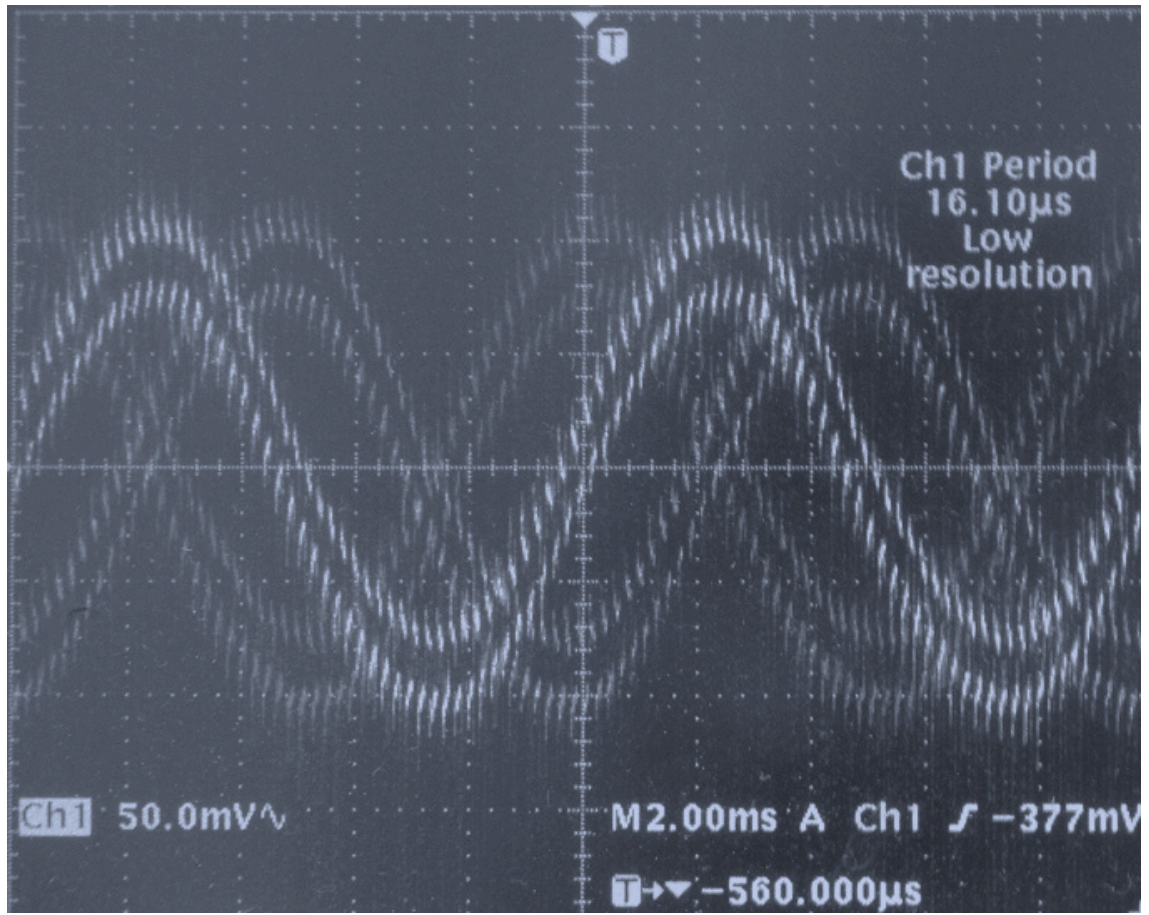 T
Ch1 Period
16.10µs
Low
resolution
Ch1 50.0mV∿ M2.00ms A Ch1 ƒ -377mV
T→▼-560.000µs